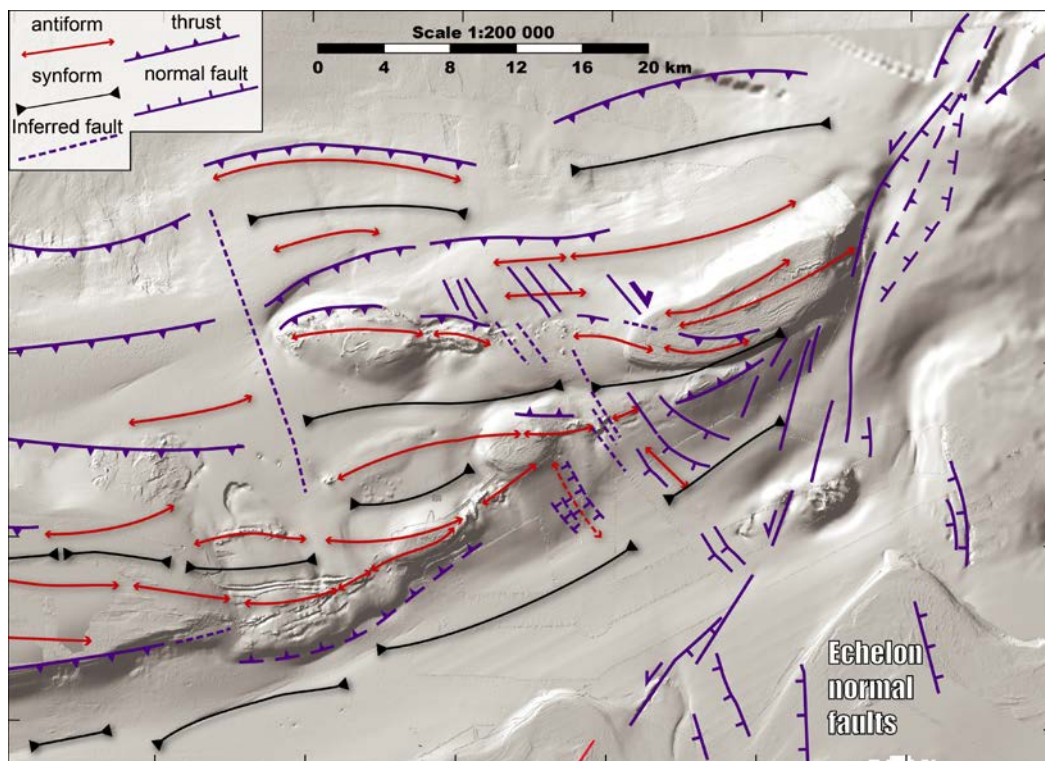 antiform
thrust
synform
normal fault
Inferred fault
Scale 1:200 000
0 4 8 12 16 20 km
Echelon
normal
faults